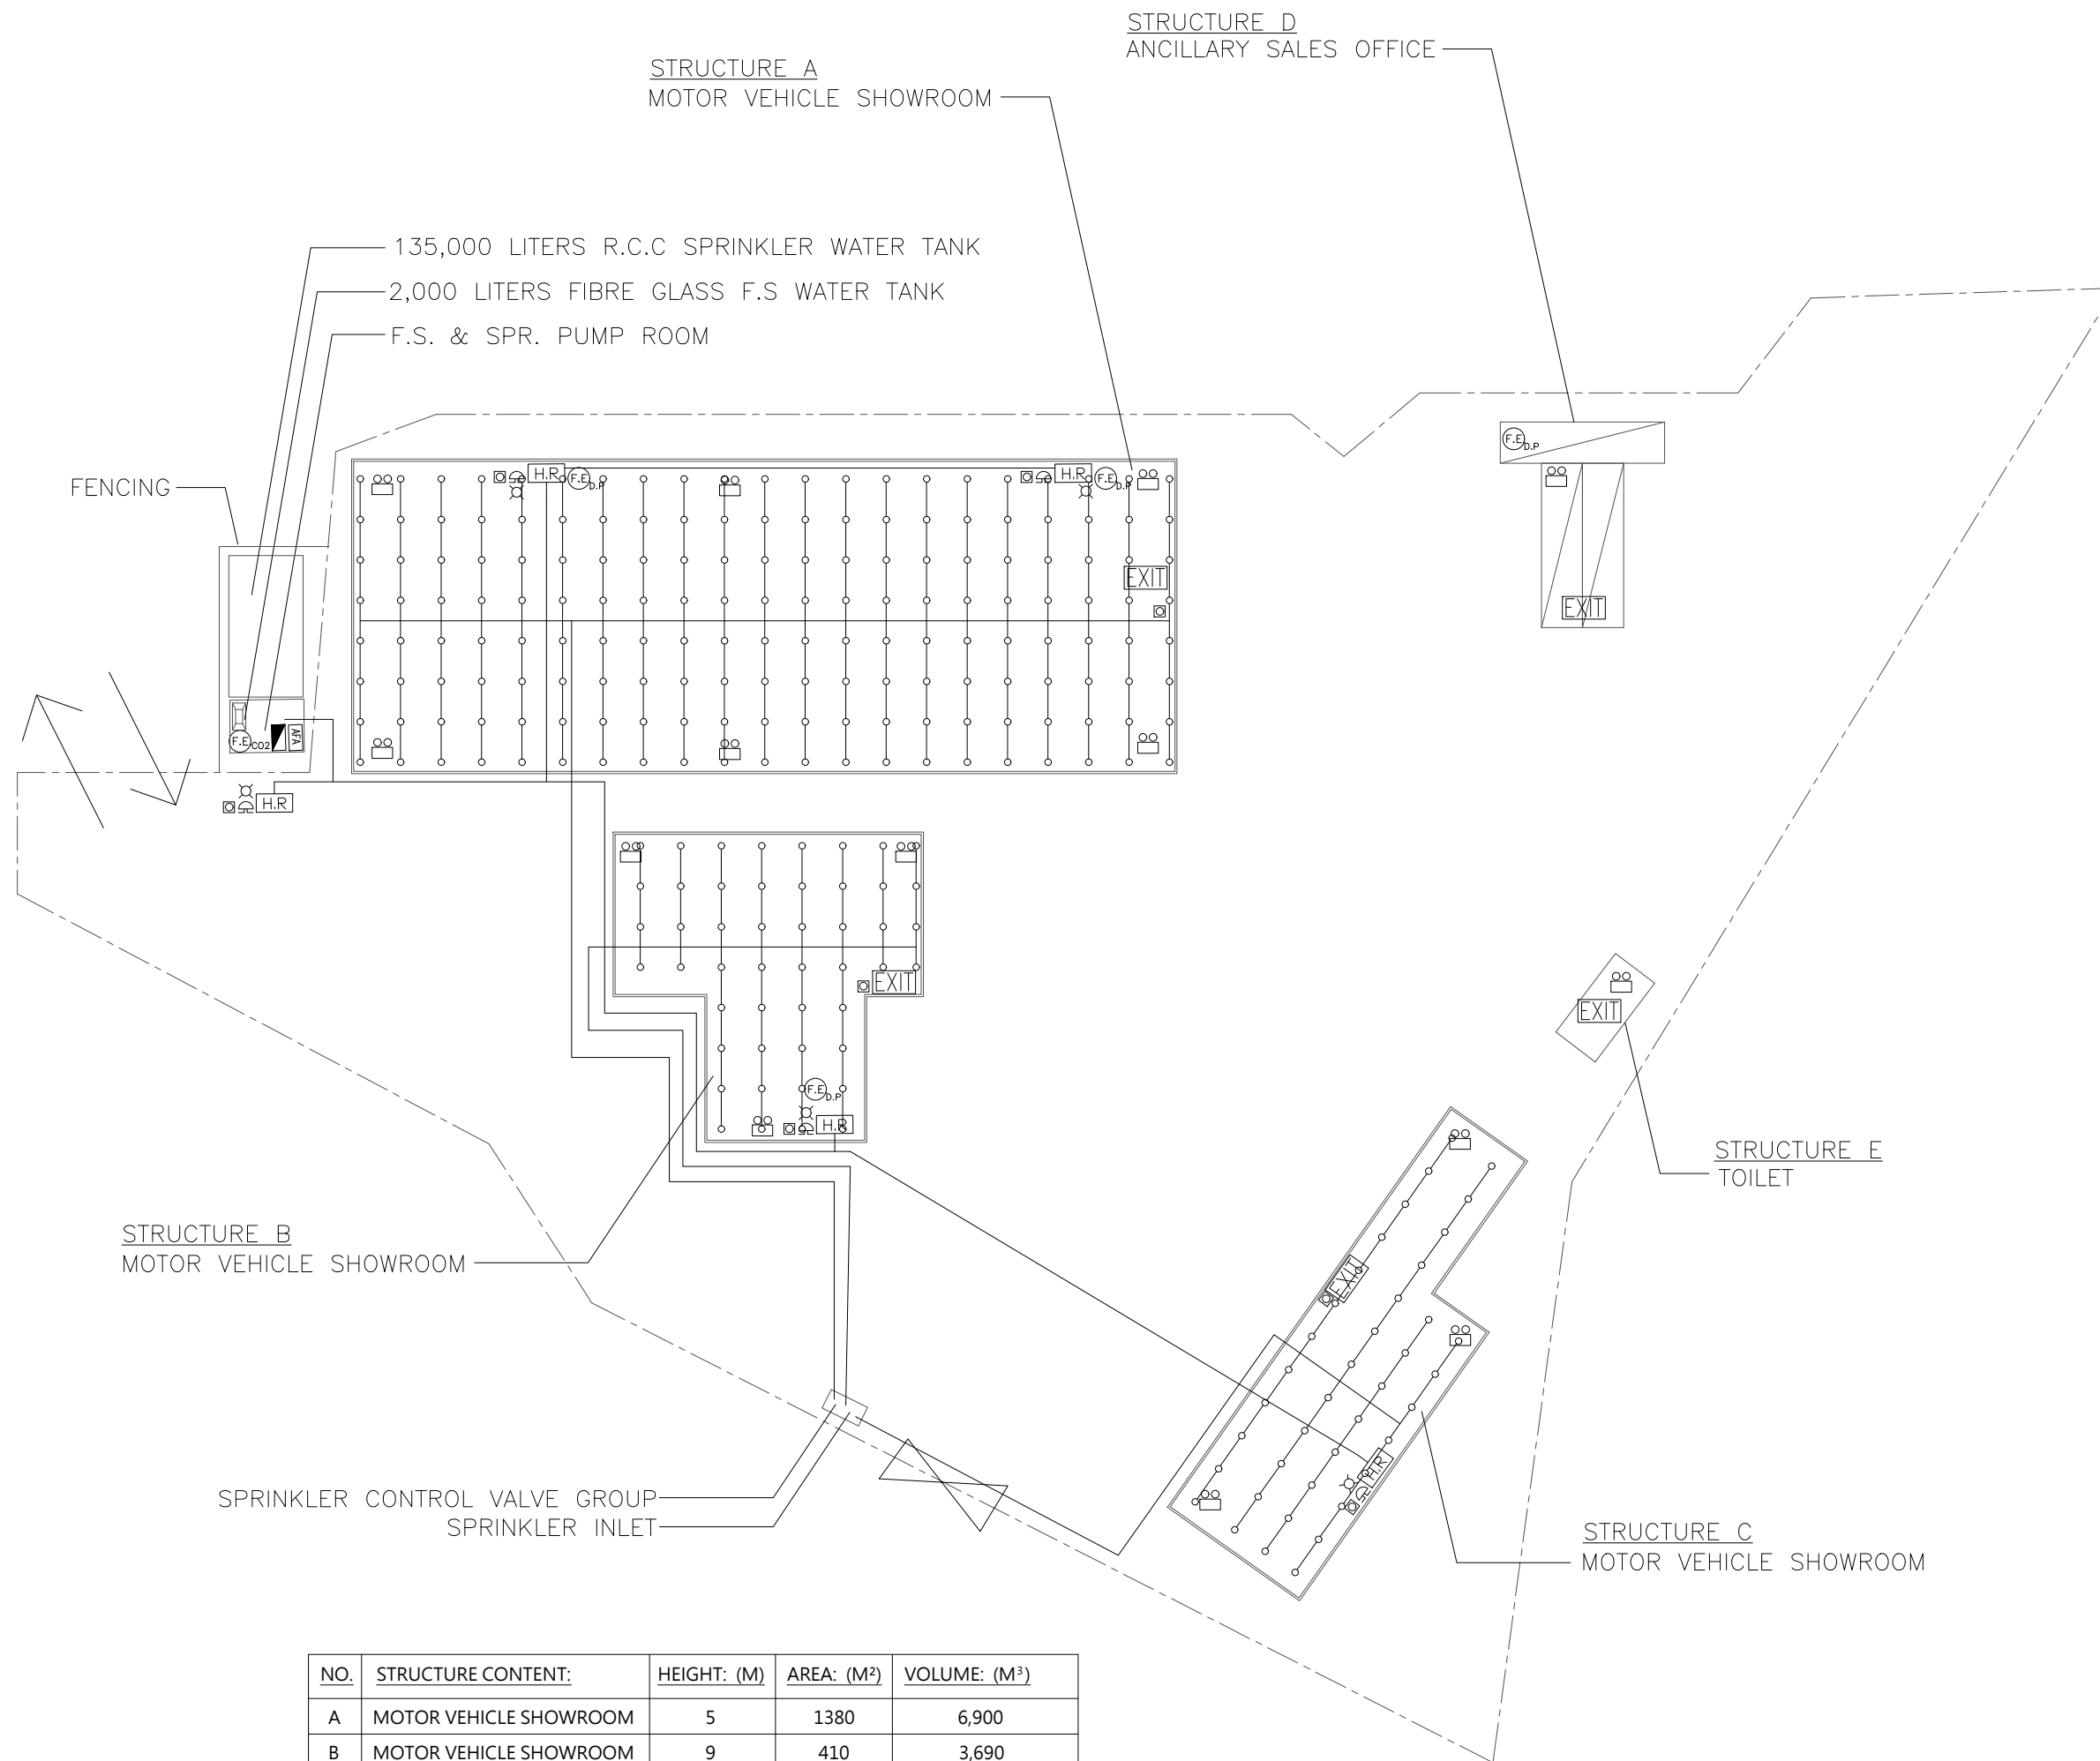 STRUCTURE D
ANCILLARY SALES OFFICE
STRUCTURE A
MOTOR VEHICLE SHOWROOM
135,000 LITERS R.C.C SPRINKLER WATER TANK
2,000 LITERS FIBRE GLASS F.S WATER TANK
F.S. & SPR. PUMP ROOM
FENCING
H.R
F.E
D.P
H.R
F.E
D.P
F.E
D.P
EXIT
EXIT
F.E
CO2
AFA
H.R
EXIT
F.E
D.P
H.R
EXIT
STRUCTURE E
TOILET
STRUCTURE B
MOTOR VEHICLE SHOWROOM
EXIT
H.R
SPRINKLER CONTROL VALVE GROUP
SPRINKLER INLET
STRUCTURE C
MOTOR VEHICLE SHOWROOM
NO. STRUCTURE CONTENT: HEIGHT: (M) AREA: (M²) VOLUME: (M³)
A MOTOR VEHICLE SHOWROOM 5 1380 6,900
B MOTOR VEHICLE SHOWROOM 9 410 3,690